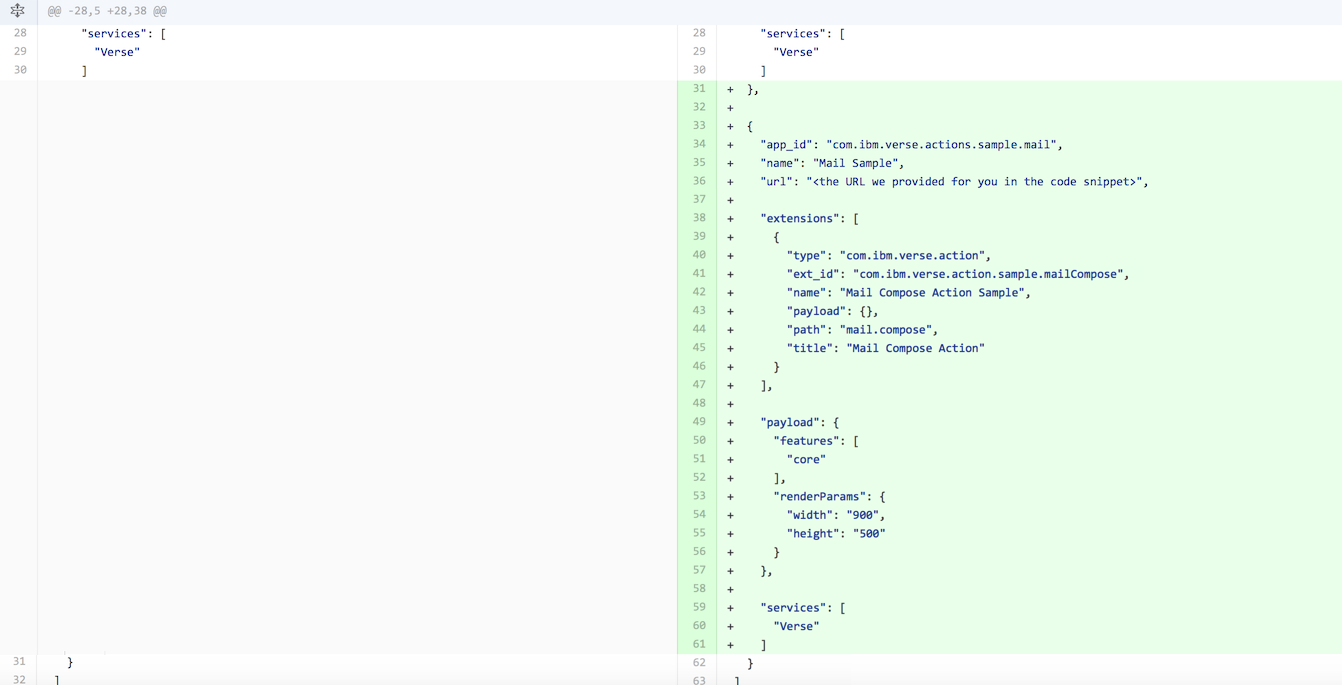 @@ -28,5 +28,38 @@
28 "services": [
29 "Verse"
30 ]
31 }
32 ]
28 "services": [
29 "Verse"
30 ]
31 + },
32 +
33 + {
34 + "app_id": "com.ibm.verse.actions.sample.mail",
35 + "name": "Mail Sample",
36 + "url": "<the URL we provided for you in the code snippet>",
37 +
38 + "extensions": [
39 + {
40 + "type": "com.ibm.verse.action",
41 + "ext_id": "com.ibm.verse.action.sample.mailCompose",
42 + "name": "Mail Compose Action Sample",
43 + "payload": {},
44 + "path": "mail.compose",
45 + "title": "Mail Compose Action"
46 + }
47 + ],
48 +
49 + "payload": {
50 + "features": [
51 + "core"
52 + ],
53 + "renderParams": {
54 + "width": "900",
55 + "height": "500"
56 + }
57 + },
58 +
59 + "services": [
60 + "Verse"
61 + ]
62 }
63 ]